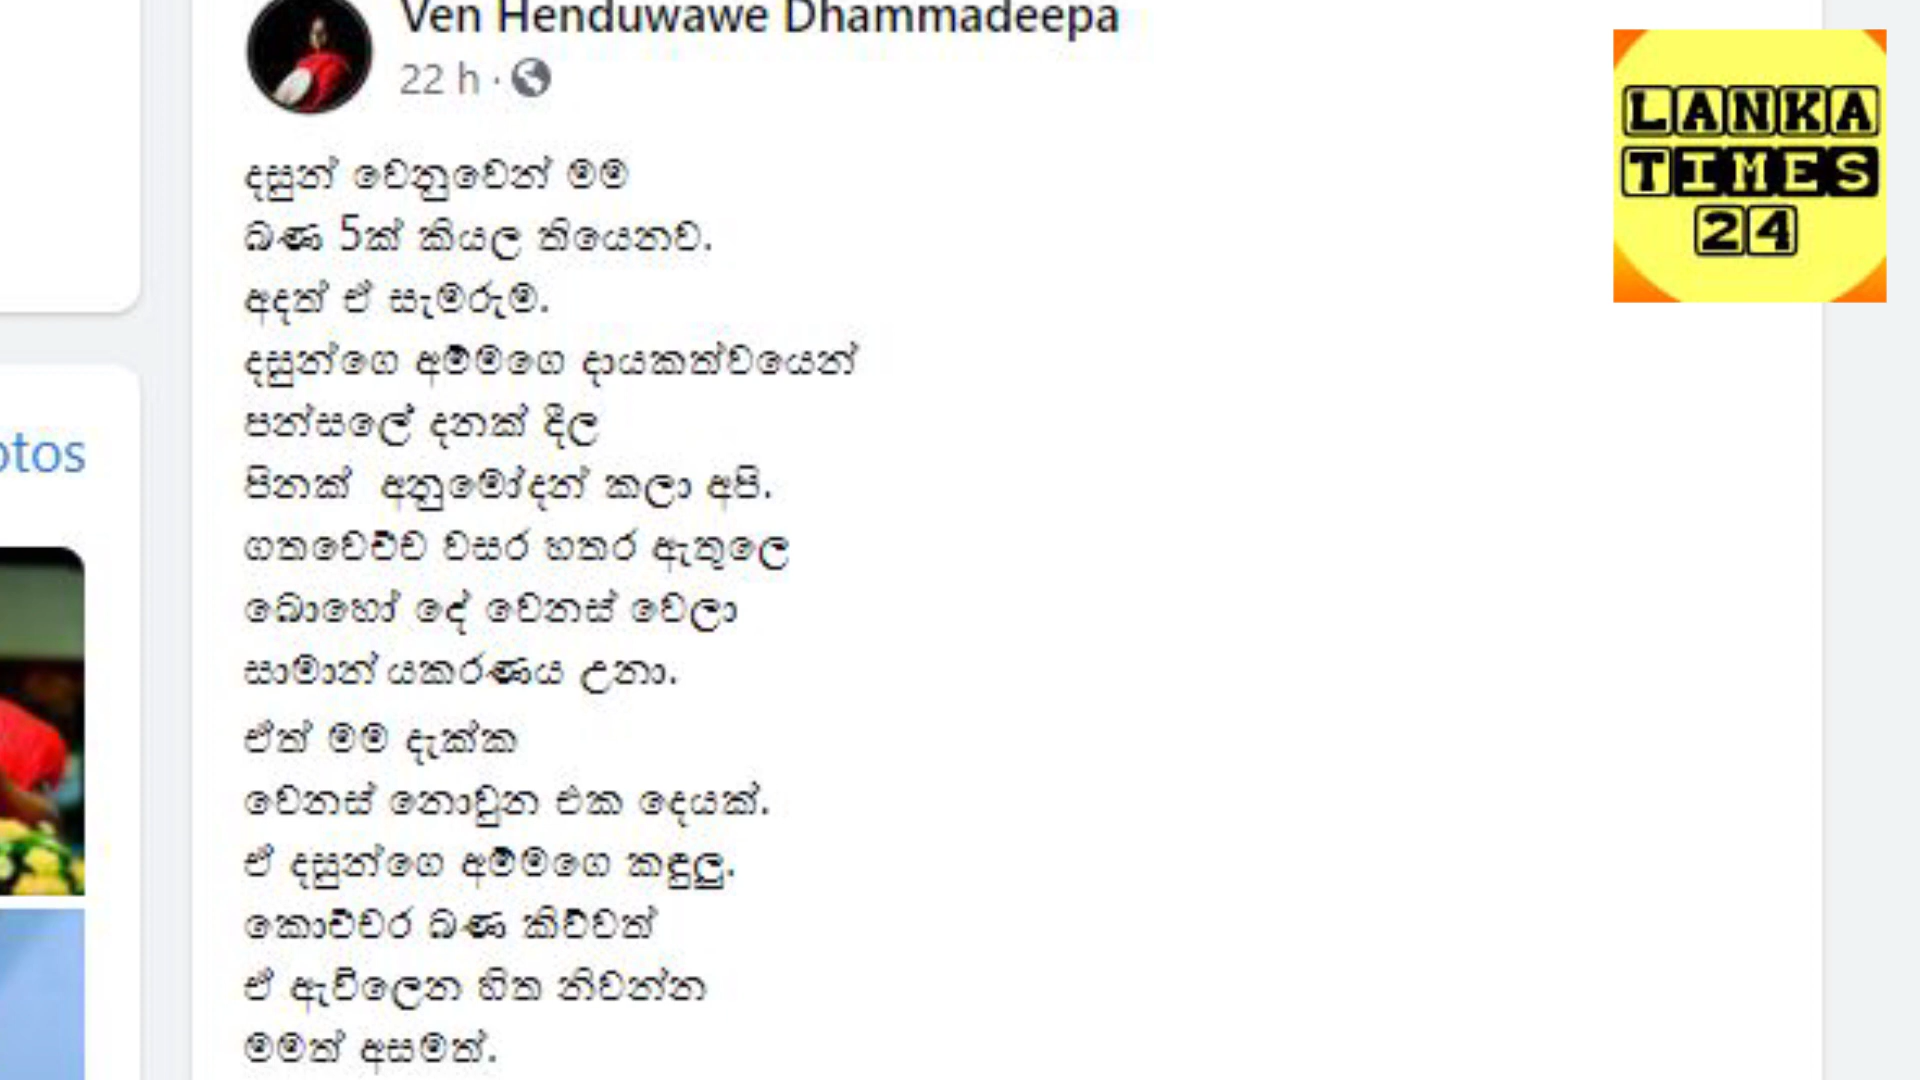 Ven Henduwawe Dhammadeepa
22 h ·
දසුන් වෙනුවෙන් මම
බණ 5ක් කියල තියෙනව.
අදත් ඒ සැමරුම.
දසුන්ගෙ අම්මගෙ දායකත්වයෙන්
පන්සලේ දනක් දීල
පිනක් අනුමෝදන් කලා අපි.
ගතවෙච්ච වසර හතර ඇතුලෙ
බොහෝ දේ වෙනස් වෙලා
සාමාන් යකරණය උනා.
ඒත් මම දැක්ක
වෙනස් නොවුන එක දෙයක්.
ඒ දසුන්ගෙ අම්මගෙ කඳුලු.
කොච්චර බණ කිව්වත්
ඒ ඇවිලෙන හිත නිවන්න
මමත් අසමත්.
otos
LANKA
TIMES
24